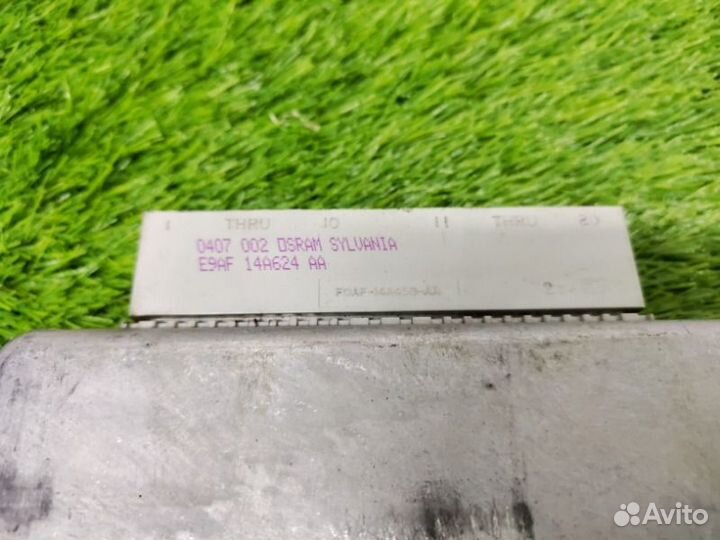 1 THRU 10 11 THRU 20
0407 002 OSRAM SYLVANIA
E9AF 14A624 AA
Avito